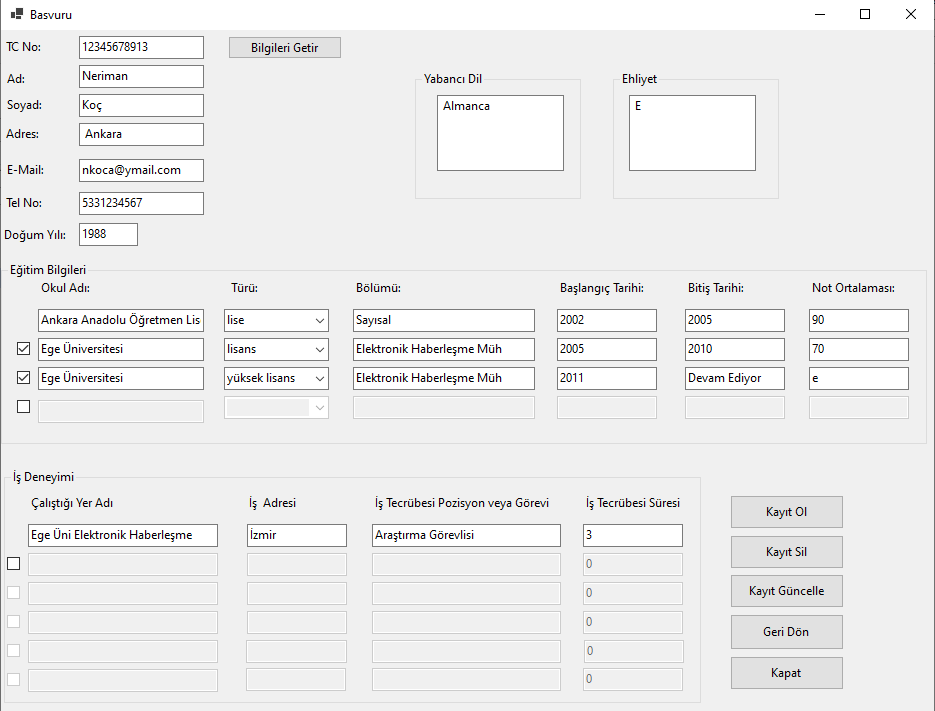 Basvuru
TC No: 12345678913 Bilgileri Getir
Ad: Neriman
Soyad: Koç
Adres: Ankara
E-Mail: nkoca@ymail.com
Tel No: 5331234567
Doğum Yılı: 1988
Yabancı Dil
Almanca
Ehliyet
E
Eğitim Bilgileri
Okul Adı: Türü: Bölümü: Başlangıç Tarihi: Bitiş Tarihi: Not Ortalaması:
Ankara Anadolu Öğretmen Lis lise Sayısal 2002 2005 90
Ege Üniversitesi lisans Elektronik Haberleşme Müh 2005 2010 70
Ege Üniversitesi yüksek lisans Elektronik Haberleşme Müh 2011 Devam Ediyor e
İş Deneyimi
Çalıştığı Yer Adı İş Adresi İş Tecrübesi Pozisyon veya Görevi İş Tecrübesi Süresi
Ege Üni Elektronik Haberleşme İzmir Araştırma Görevlisi 3
0
0
0
0
0
Kayıt Ol
Kayıt Sil
Kayıt Güncelle
Geri Dön
Kapat